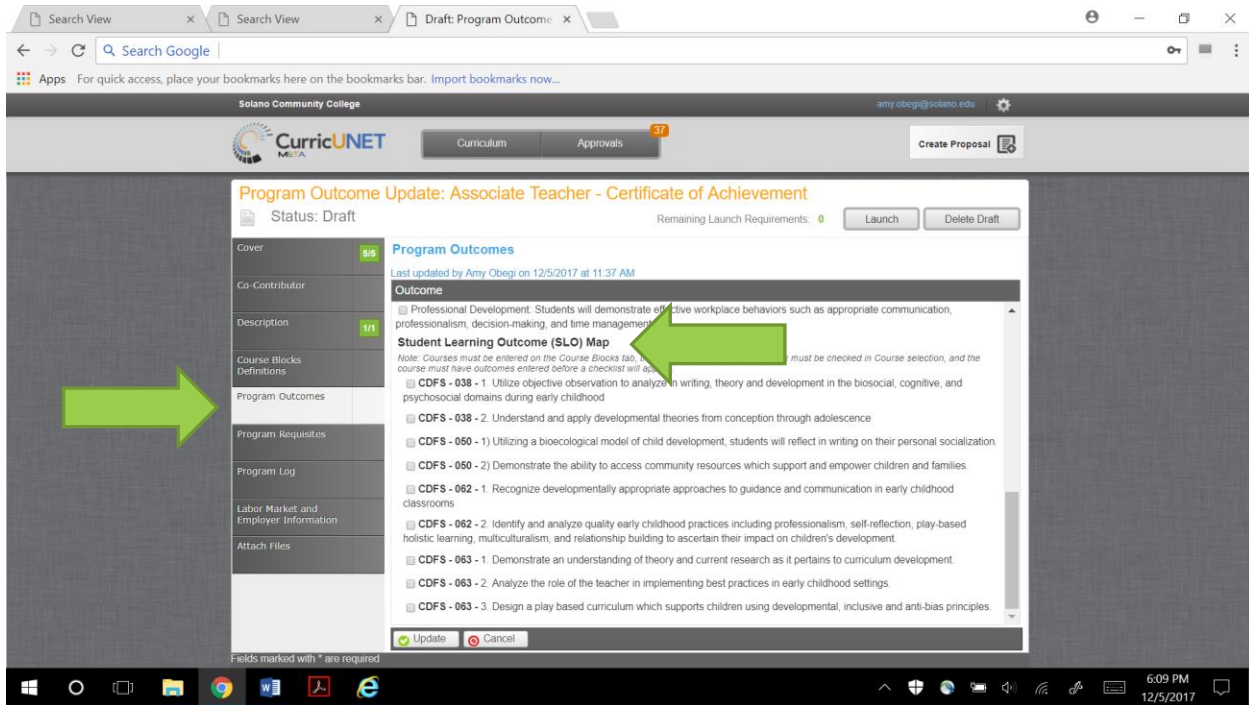 Search View
Search View
Draft: Program Outcome
Search Google
Apps For quick access, place your bookmarks here on the bookmarks bar. Import bookmarks now...
Solano Community College
amy.obegi@solano.edu
CurricUNET
META
Curriculum
Approvals
37
Create Proposal
Program Outcome Update: Associate Teacher - Certificate of Achievement
Status: Draft
Remaining Launch Requirements: 0
Launch
Delete Draft
Cover
5/5
Co-Contributor
Description
1/1
Course Blocks
Definitions
Program Outcomes
Program Requisites
Program Log
Labor Market and
Employer Information
Attach Files
Program Outcomes
Last updated by Amy Obegi on 12/5/2017 at 11:37 AM
Outcome
Professional Development: Students will demonstrate effective workplace behaviors such as appropriate communication,
professionalism, decision-making, and time management
Student Learning Outcome (SLO) Map
Note: Courses must be entered on the Course Blocks tab, must be checked in Course selection, and the
course must have outcomes entered before a checklist will
CDFS - 038 - 1. Utilize objective observation to analyze in writing, theory and development in the biosocial, cognitive, and
psychosocial domains during early childhood
CDFS - 038 - 2. Understand and apply developmental theories from conception through adolescence
CDFS - 050 - 1) Utilizing a bioecological model of child development, students will reflect in writing on their personal socialization.
CDFS - 050 - 2) Demonstrate the ability to access community resources which support and empower children and families.
CDFS - 062 - 1. Recognize developmentally appropriate approaches to guidance and communication in early childhood
classrooms
CDFS - 062 - 2. Identify and analyze quality early childhood practices including professionalism, self-reflection, play-based
holistic learning, multiculturalism, and relationship building to ascertain their impact on children's development.
CDFS - 063 - 1. Demonstrate an understanding of theory and current research as it pertains to curriculum development.
CDFS - 063 - 2. Analyze the role of the teacher in implementing best practices in early childhood settings.
CDFS - 063 - 3. Design a play based curriculum which supports children using developmental, inclusive and anti-bias principles.
Update
Cancel
Fields marked with * are required
6:09 PM
12/5/2017